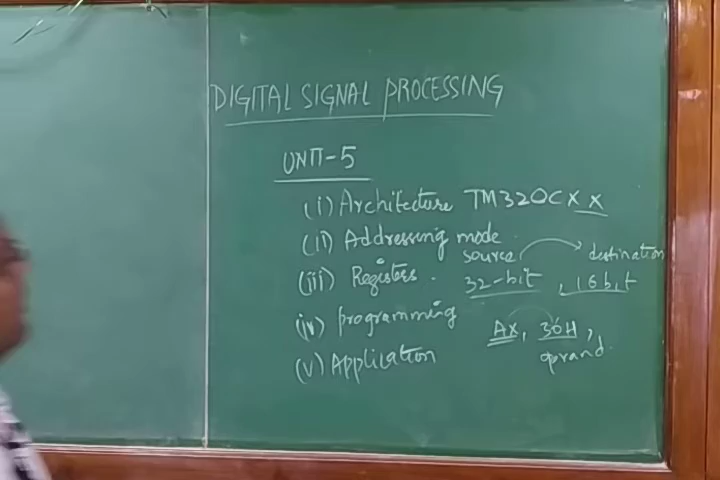 DIGITAL SIGNAL PROCESSING
UNIT-5
(i) Architecture TM320CXX
(ii) Addressing mode
source destination
(iii) Registers. 32-bit, 16 bit
(iv) programming
AX, 30H,
(v) Application
oprand.